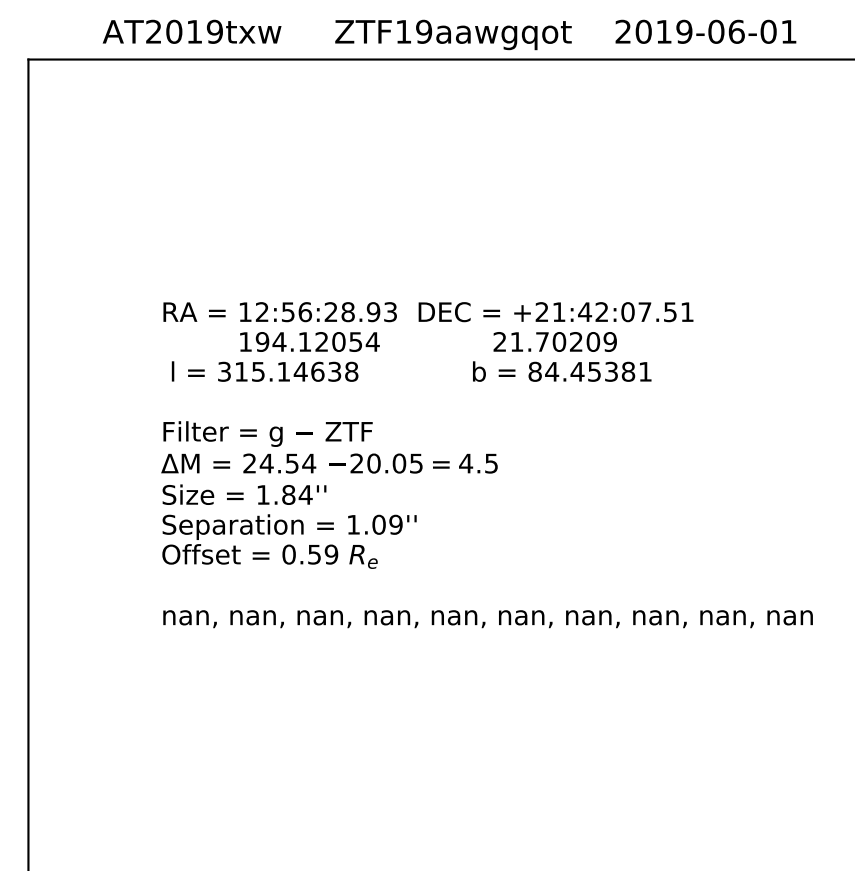 AT2019txw ZTF19aawgqot 2019-06-01
RA = 12:56:28.93 DEC = +21:42:07.51
194.12054 21.70209
l = 315.14638 b = 84.45381
Filter = g − ZTF
ΔM = 24.54 −20.05 = 4.5
Size = 1.84''
Separation = 1.09''
Offset = 0.59 Re
nan, nan, nan, nan, nan, nan, nan, nan, nan, nan